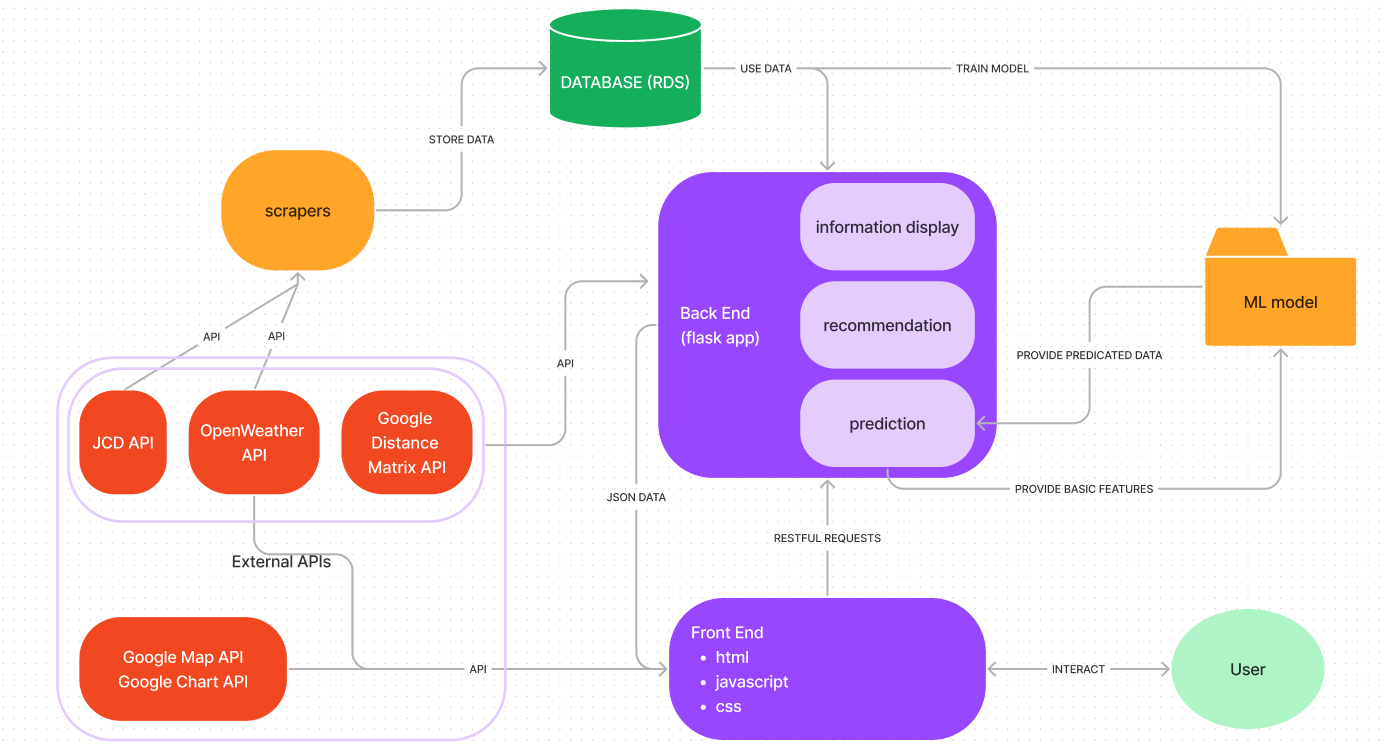 DATABASE (RDS)
USE DATA
TRAIN MODEL
STORE DATA
scrapers
information display
Back End
(flask app)
recommendation
prediction
ML model
API
API
API
PROVIDE PREDICATED DATA
JCD API
OpenWeather
API
Google
Distance
Matrix API
JSON DATA
PROVIDE BASIC FEATURES
RESTFUL REQUESTS
External APIs
Google Map API
Google Chart API
API
Front End
• html
• javascript
• css
INTERACT
User